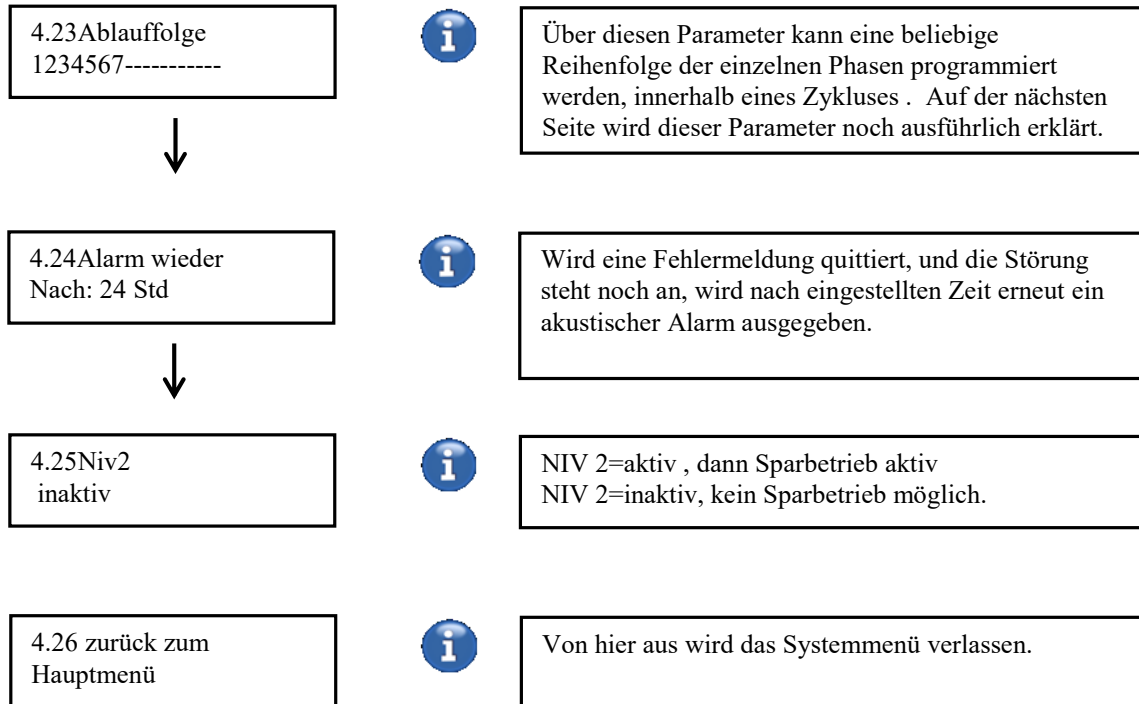 4.23Ablauffolge
1234567-----------
Über diesen Parameter kann eine beliebige
Reihenfolge der einzelnen Phasen programmiert
werden, innerhalb eines Zykluses . Auf der nächsten
Seite wird dieser Parameter noch ausführlich erklärt.
4.24Alarm wieder
Nach: 24 Std
Wird eine Fehlermeldung quittiert, und die Störung
steht noch an, wird nach eingestellten Zeit erneut ein
akustischer Alarm ausgegeben.
4.25Niv2
inaktiv
NIV 2=aktiv , dann Sparbetrieb aktiv
NIV 2=inaktiv, kein Sparbetrieb möglich.
4.26 zurück zum
Hauptmenü
Von hier aus wird das Systemmenü verlassen.